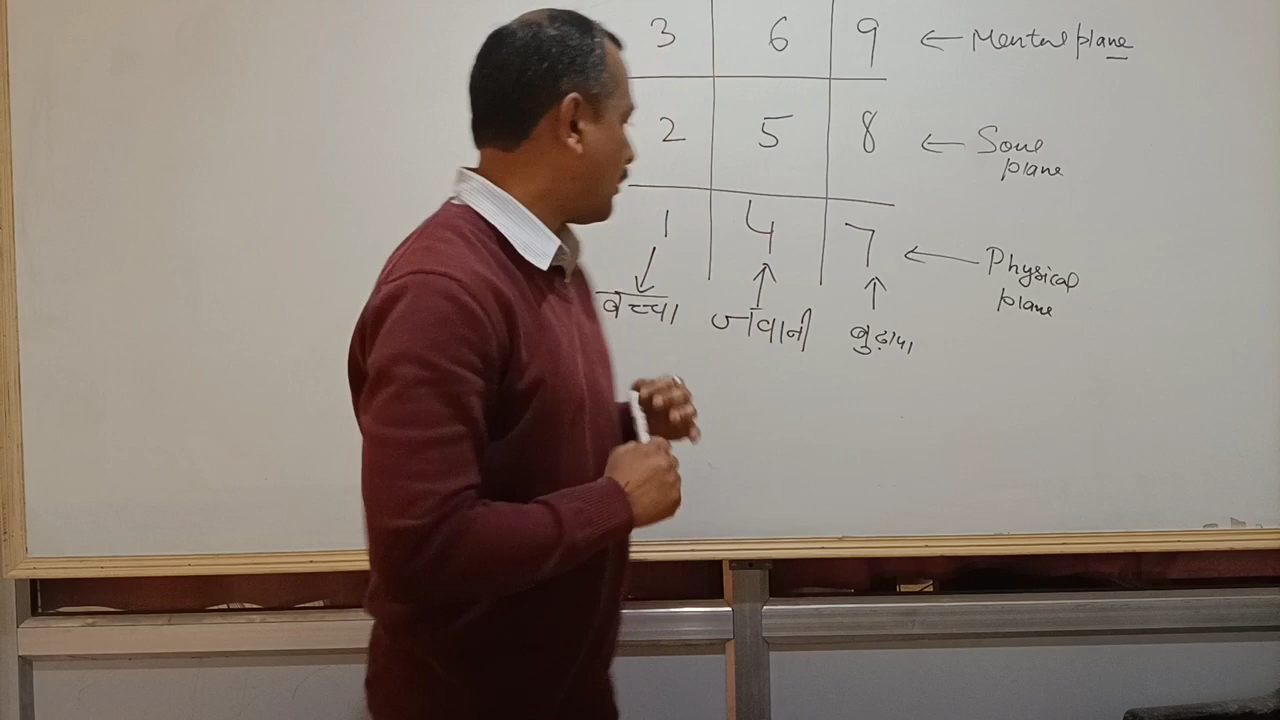 3 6 9 ← Mental plane
2 5 8 ← Soul
plane
1 4 7 ← Physical
plane
बच्चा जवानी बुढ़ापा